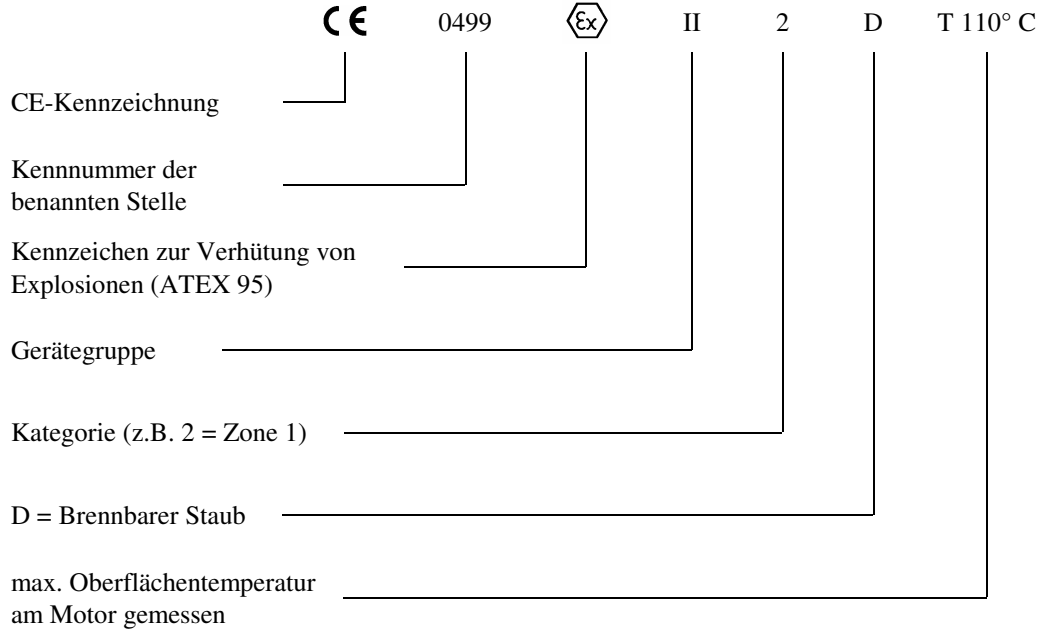 CE 0499 Ex II 2 D T 110° C
CE-Kennzeichnung
Kennnummer der
benannten Stelle
Kennzeichen zur Verhütung von
Explosionen (ATEX 95)
Gerätegruppe
Kategorie (z.B. 2 = Zone 1)
D = Brennbarer Staub
max. Oberflächentemperatur
am Motor gemessen